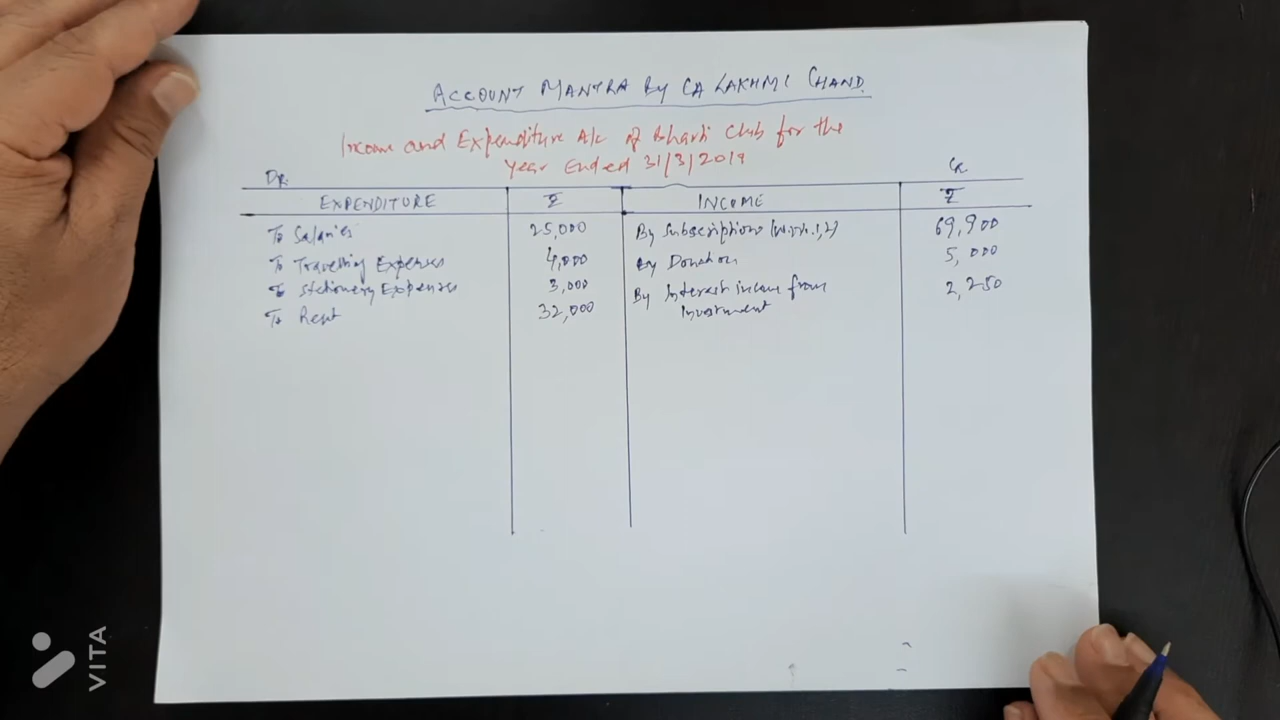 ACCOUNT MANTRA By CA LAKHMI CHAND
Income and Expenditure A/c of Bharti Club for the
Year Ended 31/3/2019
Dr. Cr
EXPENDITURE ₹ INCOME ₹
To Salaries 25,000 By Subscriptions (W.N.1,2) 69,900
To Travelling Expenses 4,000 By Donation 5,000
To Stationery Expenses 3,000 By Interest income from 2,250
To Rent 32,000 Investment
VITA